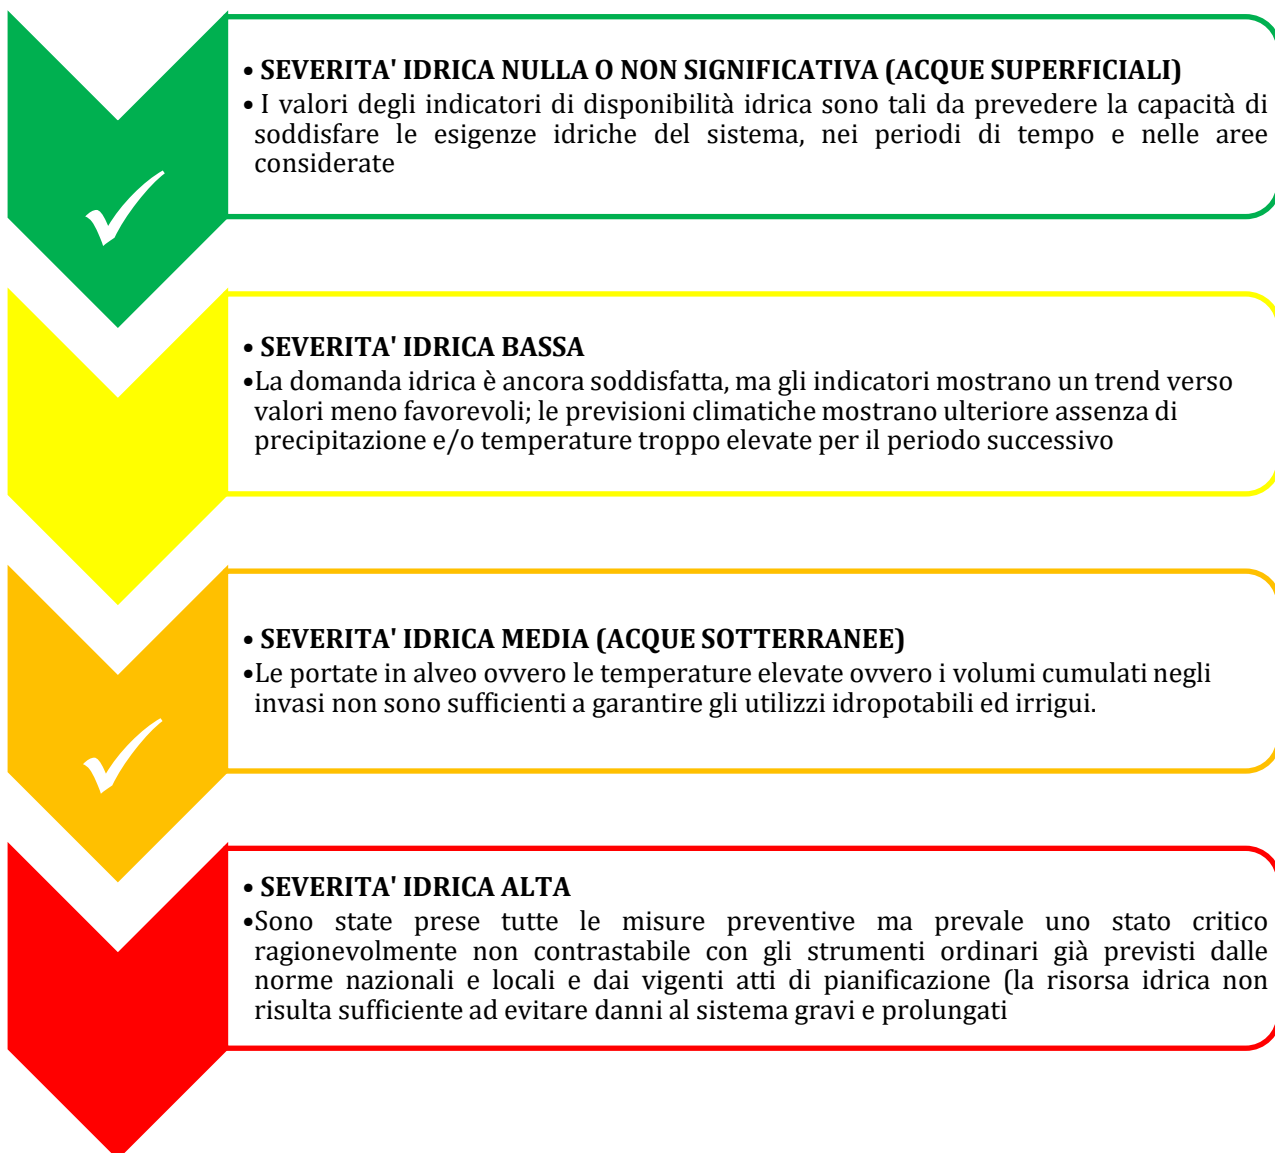 • SEVERITA' IDRICA NULLA O NON SIGNIFICATIVA (ACQUE SUPERFICIALI)
• I valori degli indicatori di disponibilità idrica sono tali da prevedere la capacità di
soddisfare le esigenze idriche del sistema, nei periodi di tempo e nelle aree
considerate
• SEVERITA' IDRICA BASSA
•La domanda idrica è ancora soddisfatta, ma gli indicatori mostrano un trend verso
valori meno favorevoli; le previsioni climatiche mostrano ulteriore assenza di
precipitazione e/o temperature troppo elevate per il periodo successivo
• SEVERITA' IDRICA MEDIA (ACQUE SOTTERRANEE)
•Le portate in alveo ovvero le temperature elevate ovvero i volumi cumulati negli
invasi non sono sufficienti a garantire gli utilizzi idropotabili ed irrigui.
• SEVERITA' IDRICA ALTA
•Sono state prese tutte le misure preventive ma prevale uno stato critico
ragionevolmente non contrastabile con gli strumenti ordinari già previsti dalle
norme nazionali e locali e dai vigenti atti di pianificazione (la risorsa idrica non
risulta sufficiente ad evitare danni al sistema gravi e prolungati